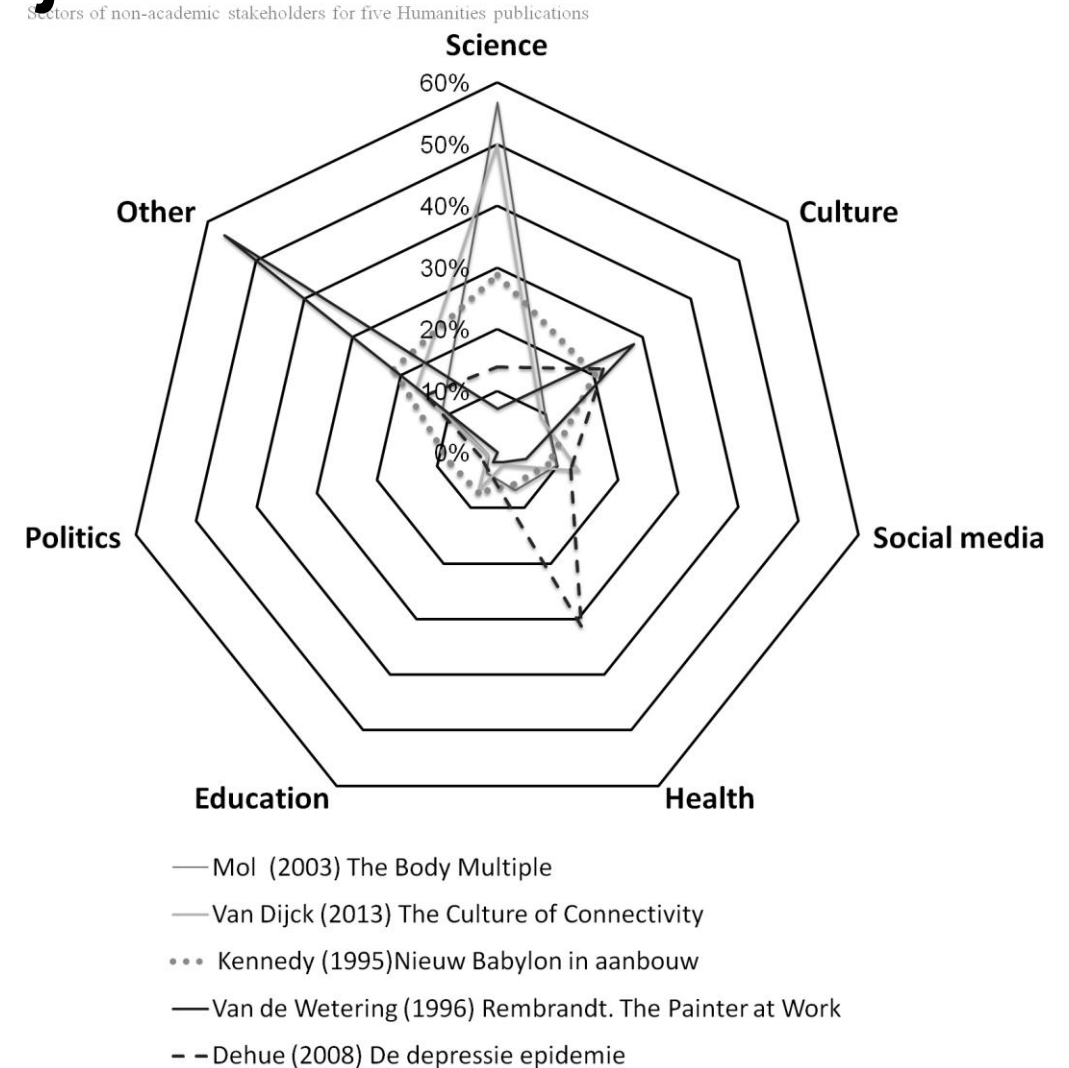 Sectors of non-academic stakeholders for five Humanities publications
Science
60%
50%
40%
30%
20%
10%
0%
Other
Culture
Politics
Social media
Education
Health
Mol (2003) The Body Multiple
Van Dijck (2013) The Culture of Connectivity
Kennedy (1995)Nieuw Babylon in aanbouw
Van de Wetering (1996) Rembrandt. The Painter at Work
Dehue (2008) De depressie epidemie